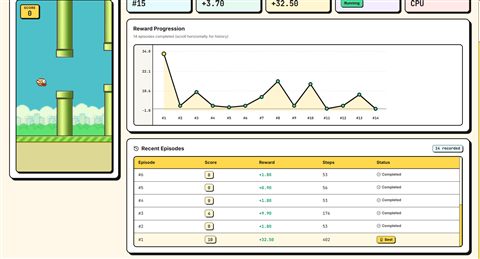 SCORE
0
#15
+3.70
+32.50
Running
CPU
Reward Progression
14 episodes completed (scroll horizontally for history)
34.8
22.1
10.6
-1.0
#1 #2 #3 #4 #5 #6 #7 #8 #9 #10 #11 #12 #13 #14
Recent Episodes
14 recorded
Episode Score Reward Steps Status
#6 0 +1.80 53 Completed
#5 0 +0.90 56 Completed
#4 0 +1.80 53 Completed
#3 4 +9.90 176 Completed
#2 0 +1.80 53 Completed
#1 10 +32.50 402 Best